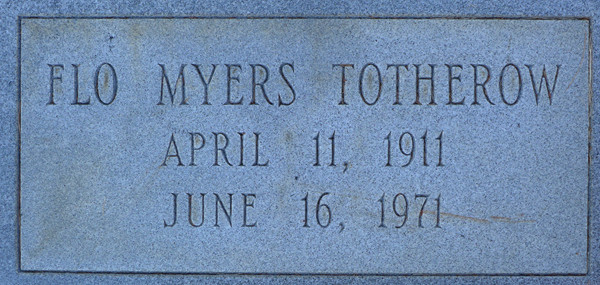 FLO MYERS TOTHEROW
APRIL 11, 1911
JUNE 16, 1971